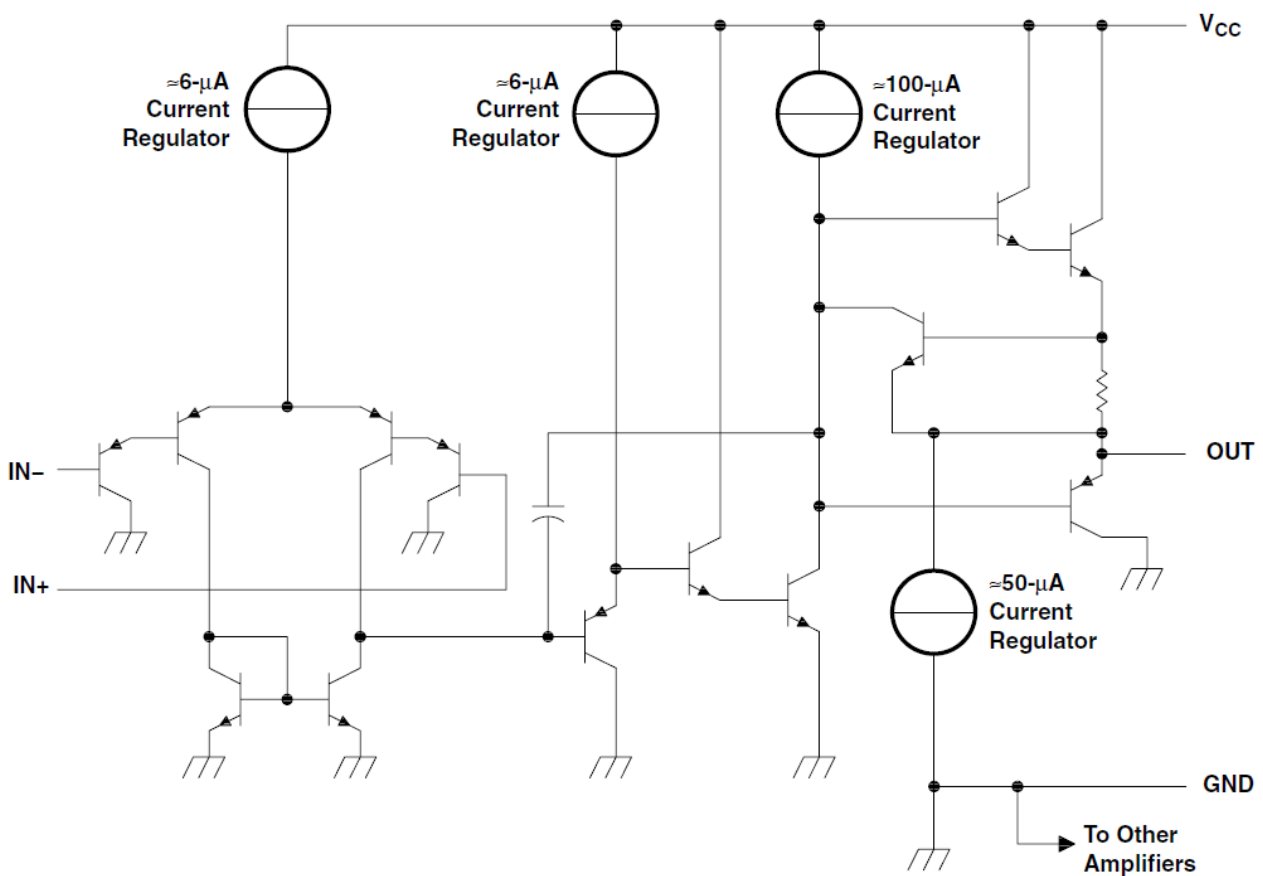 VCC
≈6-μA
Current
Regulator
≈6-μA
Current
Regulator
≈100-μA
Current
Regulator
IN−
OUT
IN+
≈50-μA
Current
Regulator
GND
To Other
Amplifiers